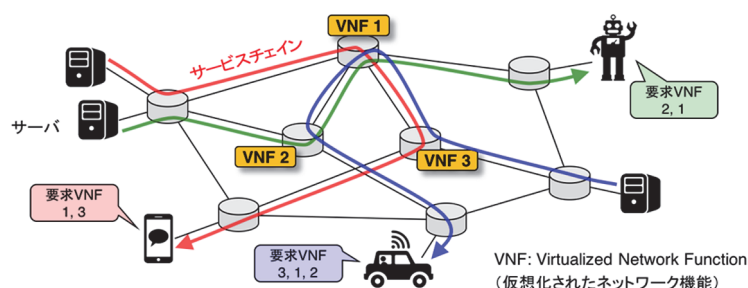 VNF 1
サービスチェイン
要求VNF
2, 1
サーバ
VNF 2
VNF 3
要求VNF
1, 3
要求VNF
3, 1, 2
VNF: Virtualized Network Function
(仮想化されたネットワーク機能)